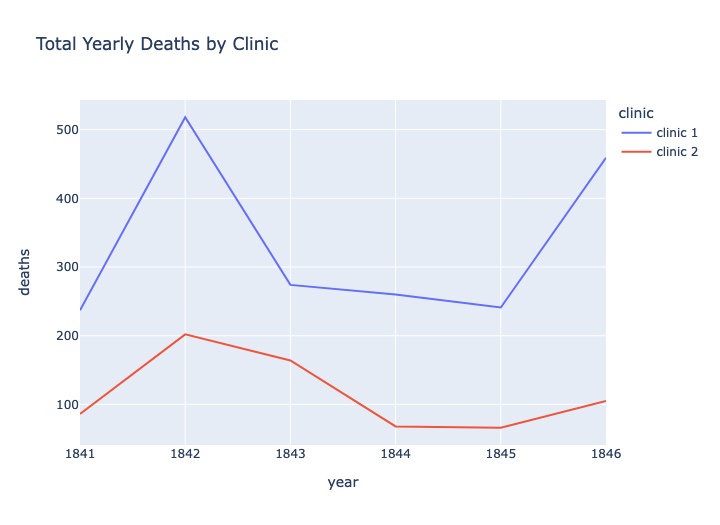 Total Yearly Deaths by Clinic
clinic
clinic 1
clinic 2
deaths
500
400
300
200
100
1841 1842 1843 1844 1845 1846
year